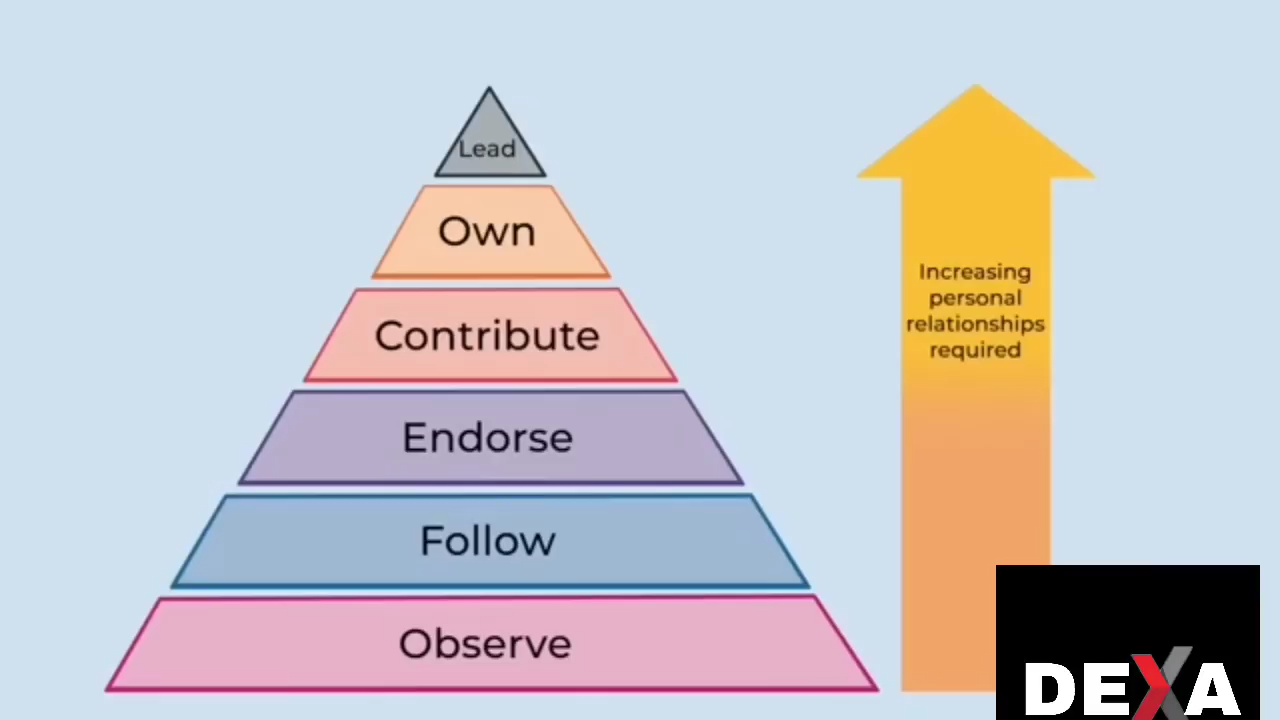 Lead
Own
Contribute
Endorse
Follow
Observe
Increasing
personal
relationships
required
DEXA